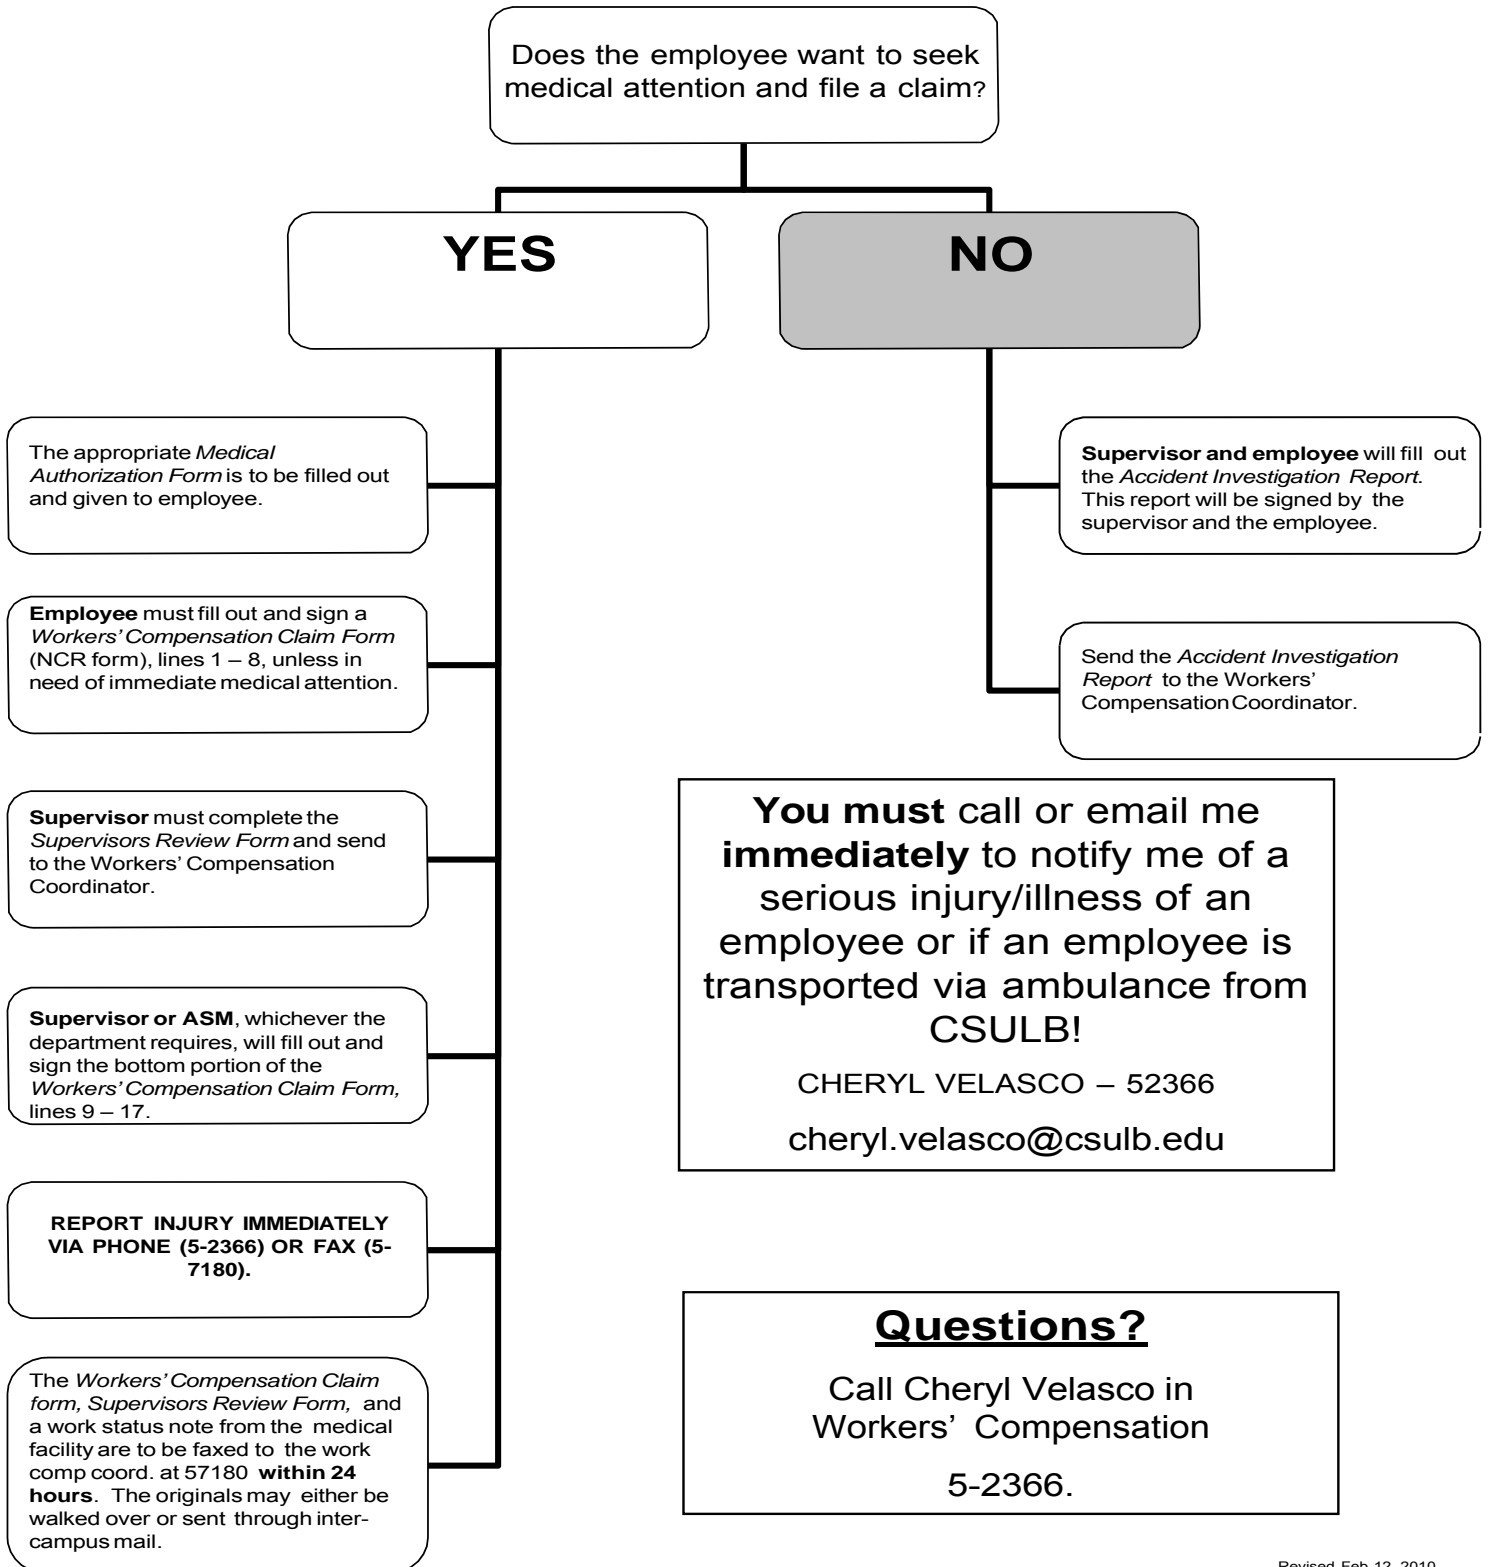 Does the employee want to seek
medical attention and file a claim?
YES
NO
The appropriate Medical
Authorization Form is to be filled out
and given to employee.
Employee must fill out and sign a
Workers' Compensation Claim Form
(NCR form), lines 1 – 8, unless in
need of immediate medical attention.
Supervisor must complete the
Supervisors Review Form and send
to the Workers' Compensation
Coordinator.
Supervisor or ASM, whichever the
department requires, will fill out and
sign the bottom portion of the
Workers' Compensation Claim Form,
lines 9 – 17.
REPORT INJURY IMMEDIATELY
VIA PHONE (5-2366) OR FAX (5-
7180).
The Workers' Compensation Claim
form, Supervisors Review Form, and
a work status note from the medical
facility are to be faxed to the work
comp coord. at 57180 within 24
hours. The originals may either be
walked over or sent through inter-
campus mail.
Supervisor and employee will fill out
the Accident Investigation Report.
This report will be signed by the
supervisor and the employee.
Send the Accident Investigation
Report to the Workers'
Compensation Coordinator.
You must call or email me
immediately to notify me of a
serious injury/illness of an
employee or if an employee is
transported via ambulance from
CSULB!
CHERYL VELASCO – 52366
cheryl.velasco@csulb.edu
Questions?
Call Cheryl Velasco in
Workers' Compensation
5-2366.
Revised Feb 12, 2010